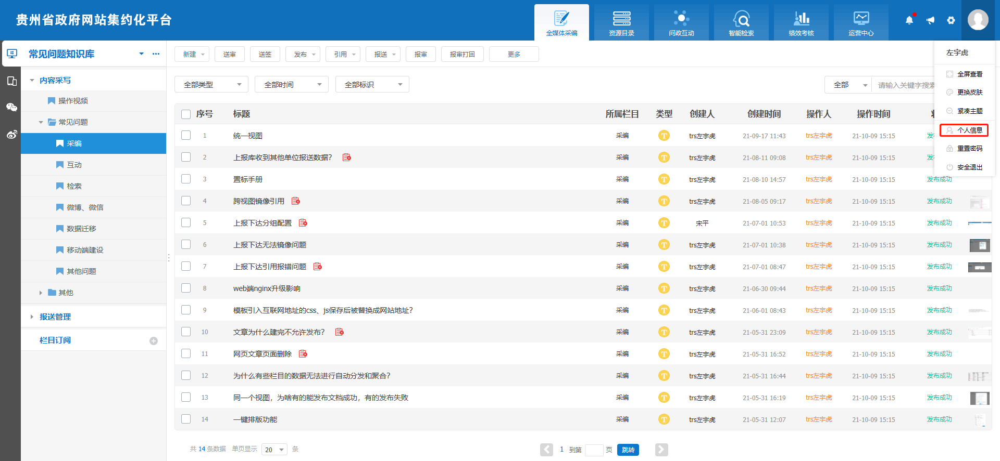 贵州省政府网站集约化平台
全媒体采编 资源目录 问政互动 智能检索 绩效考核 运营中心
常见问题知识库
新建 送审 送签 发布 引用 报送 报审 报审打回 更多
左宇虎
全屏查看
更换皮肤
紧凑主题
个人信息
重置密码
安全退出
内容采写
操作视频
常见问题
采编
互动
检索
微博、微信
数据迁移
移动端建设
其他问题
其他
报送管理
栏目订阅
全部类型 全部时间 全部标识 全部 请输入关键字搜索
序号 标题 所属栏目 类型 创建人 创建时间 操作人 操作时间
1 统一视图 采编 T trs左宇虎 21-09-17 11:43 trs左宇虎 21-10-09 15:15
2 上报库收到其他单位报送数据? 采编 T trs左宇虎 21-08-11 09:08 trs左宇虎 21-10-09 15:15
3 置标手册 采编 T trs左宇虎 21-08-10 14:57 trs左宇虎 21-10-09 15:15 发布成功
4 跨视图镜像引用 采编 T trs左宇虎 21-08-05 09:17 trs左宇虎 21-10-09 15:15 发布成功
5 上报下达分组配置 采编 T 宋平 21-07-01 10:53 trs左宇虎 21-10-09 15:15 发布成功
6 上报下达无法镜像问题 采编 T trs左宇虎 21-07-01 10:38 trs左宇虎 21-10-09 15:15 发布成功
7 上报下达引用报错问题 采编 T trs左宇虎 21-07-01 08:47 trs左宇虎 21-10-09 15:15 发布成功
8 web端nginx升级影响 采编 T trs左宇虎 21-06-30 09:44 trs左宇虎 21-10-09 15:15 发布成功
9 模板引入互联网地址的css、js保存后被替换成网站地址? 采编 T trs左宇虎 21-06-01 08:43 trs左宇虎 21-10-09 15:15 发布成功
10 文章为什么建完不允许发布? 采编 T trs左宇虎 21-05-31 23:09 trs左宇虎 21-10-09 15:15 发布成功
11 网页文章页面删除 采编 T trs左宇虎 21-05-31 16:52 trs左宇虎 21-10-09 15:15 发布成功
12 为什么有些栏目的数据无法进行自动分发和聚合? 采编 T trs左宇虎 21-05-31 16:44 trs左宇虎 21-10-09 15:15 发布成功
13 同一个视图，为啥有的能发布文档成功，有的发布失败 采编 T trs左宇虎 21-05-31 16:19 trs左宇虎 21-10-09 15:15 发布成功
14 一键排版功能 采编 T trs左宇虎 21-05-31 12:07 trs左宇虎 21-10-09 15:15 发布成功
共 14 条数据 单页显示 20 条 1 到第 页 跳转